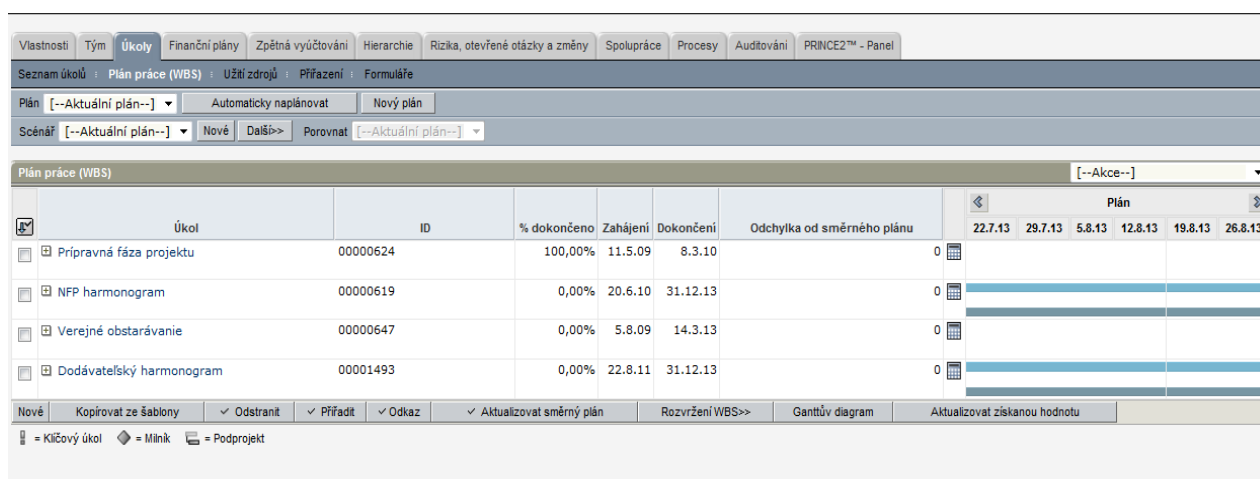 Vlastnosti Tým Úkoly Finanční plány Zpětná vyúčtování Hierarchie Rizika, otevřené otázky a změny Spolupráce Procesy Auditování PRINCE2™ - Panel
Seznam úkolů Plán práce (WBS) Užití zdrojů Přiřazení Formuláře
Plán [--Aktuální plán--] Automaticky naplánovat Nový plán
Scénář [--Aktuální plán--] Nové Další>> Porovnat [--Aktuální plán--]
Plán práce (WBS) [--Akce--]
Plán
Úkol ID % dokončeno Zahájení Dokončení Odchylka od směrného plánu 22.7.13 29.7.13 5.8.13 12.8.13 19.8.13 26.8.13
Prípravná fáza projektu 00000624 100,00% 11.5.09 8.3.10 0
NFP harmonogram 00000619 0,00% 20.6.10 31.12.13 0
Verejné obstarávanie 00000647 0,00% 5.8.09 14.3.13 0
Dodávateľský harmonogram 00001493 0,00% 22.8.11 31.12.13 0
Nové Kopírovat ze šablony Odstranit Přiřadit Odkaz Aktualizovat směrný plán Rozvržení WBS>> Ganttův diagram Aktualizovat získanou hodnotu
= Klíčový úkol = Milník = Podprojekt